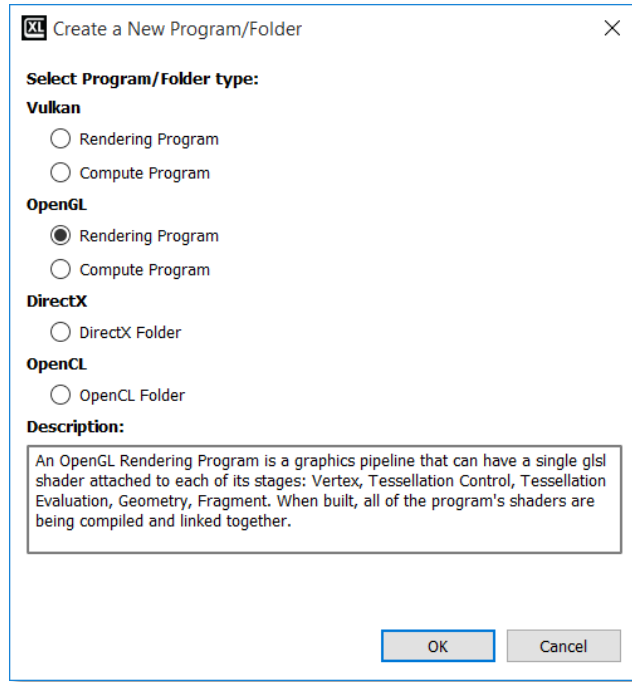 XL Create a New Program/Folder
Select Program/Folder type:
Vulkan
Rendering Program
Compute Program
OpenGL
Rendering Program
Compute Program
DirectX
DirectX Folder
OpenCL
OpenCL Folder
Description:
An OpenGL Rendering Program is a graphics pipeline that can have a single glsl
shader attached to each of its stages: Vertex, Tessellation Control, Tessellation
Evaluation, Geometry, Fragment. When built, all of the program's shaders are
being compiled and linked together.
OK Cancel